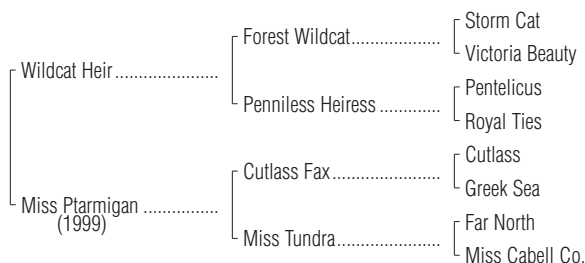 Storm Cat
Forest Wildcat....................
Victoria Beauty
Wildcat Heir.......................
Pentelicus
Penniless Heiress..............
Royal Ties
Cutlass
Cutlass Fax........................
Greek Sea
Miss Ptarmigan.................
(1999)
Far North
Miss Tundra.......................
Miss Cabell Co.